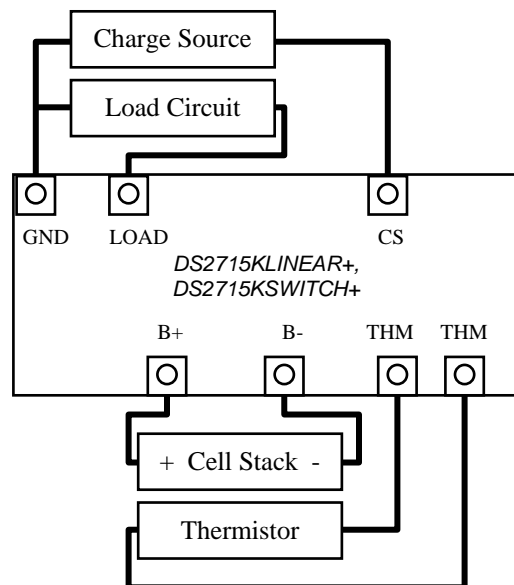 Charge Source
Load Circuit
GND LOAD CS
DS2715KLINEAR+,
DS2715KSWITCH+
B+ B- THM THM
+ Cell Stack -
Thermistor